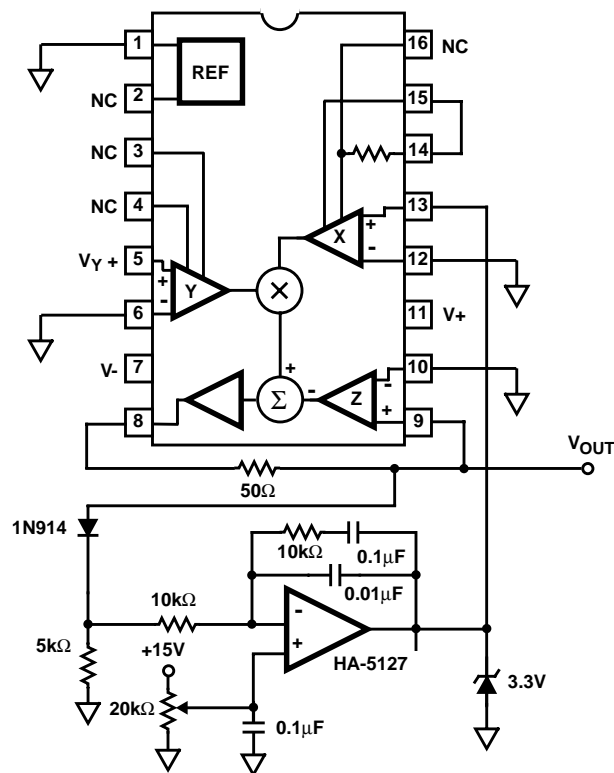 1
REF
16
NC
NC
2
15
NC
3
14
NC
4
13
X
+
-
VY +
5
+
-
Y
×
12
6
11
V+
V-
7
+
10
Σ
-
Z
-
+
8
9
VOUT
50Ω
1N914
10kΩ
0.1µF
0.01µF
10kΩ
-
+
5kΩ
+15V
HA-5127
3.3V
20kΩ
0.1µF